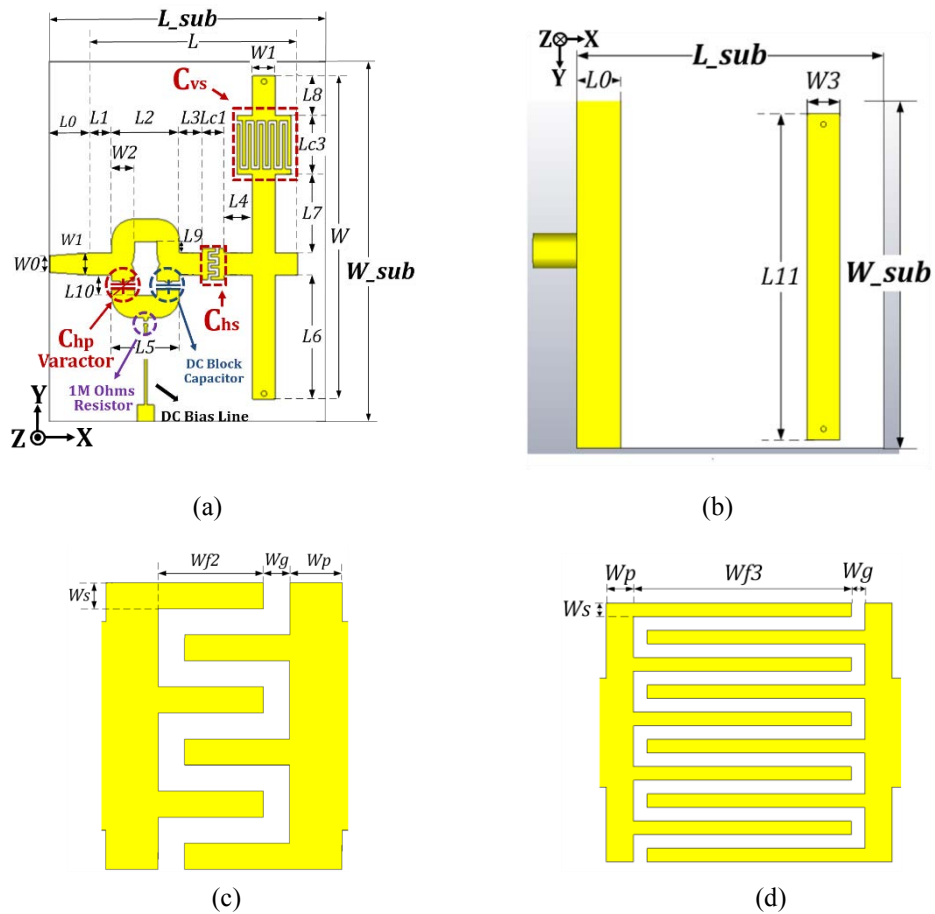 L_sub
L
W1
Cvs
L8
L0
L1
L2
L3
Lc1
Lc3
W2
L4
L7
W
W_sub
W1
W0
L9
L10
Chp
Varactor
L5
Chs
L6
DC Block
Capacitor
1M Ohms
Resistor
DC Bias Line
Y
Z
X
(a)
Z
X
Y
L_sub
L0
W3
L11
W_sub
(b)
Wf2
Wg
Wp
Ws
(c)
Wp
Wf3
Wg
Ws
(d)